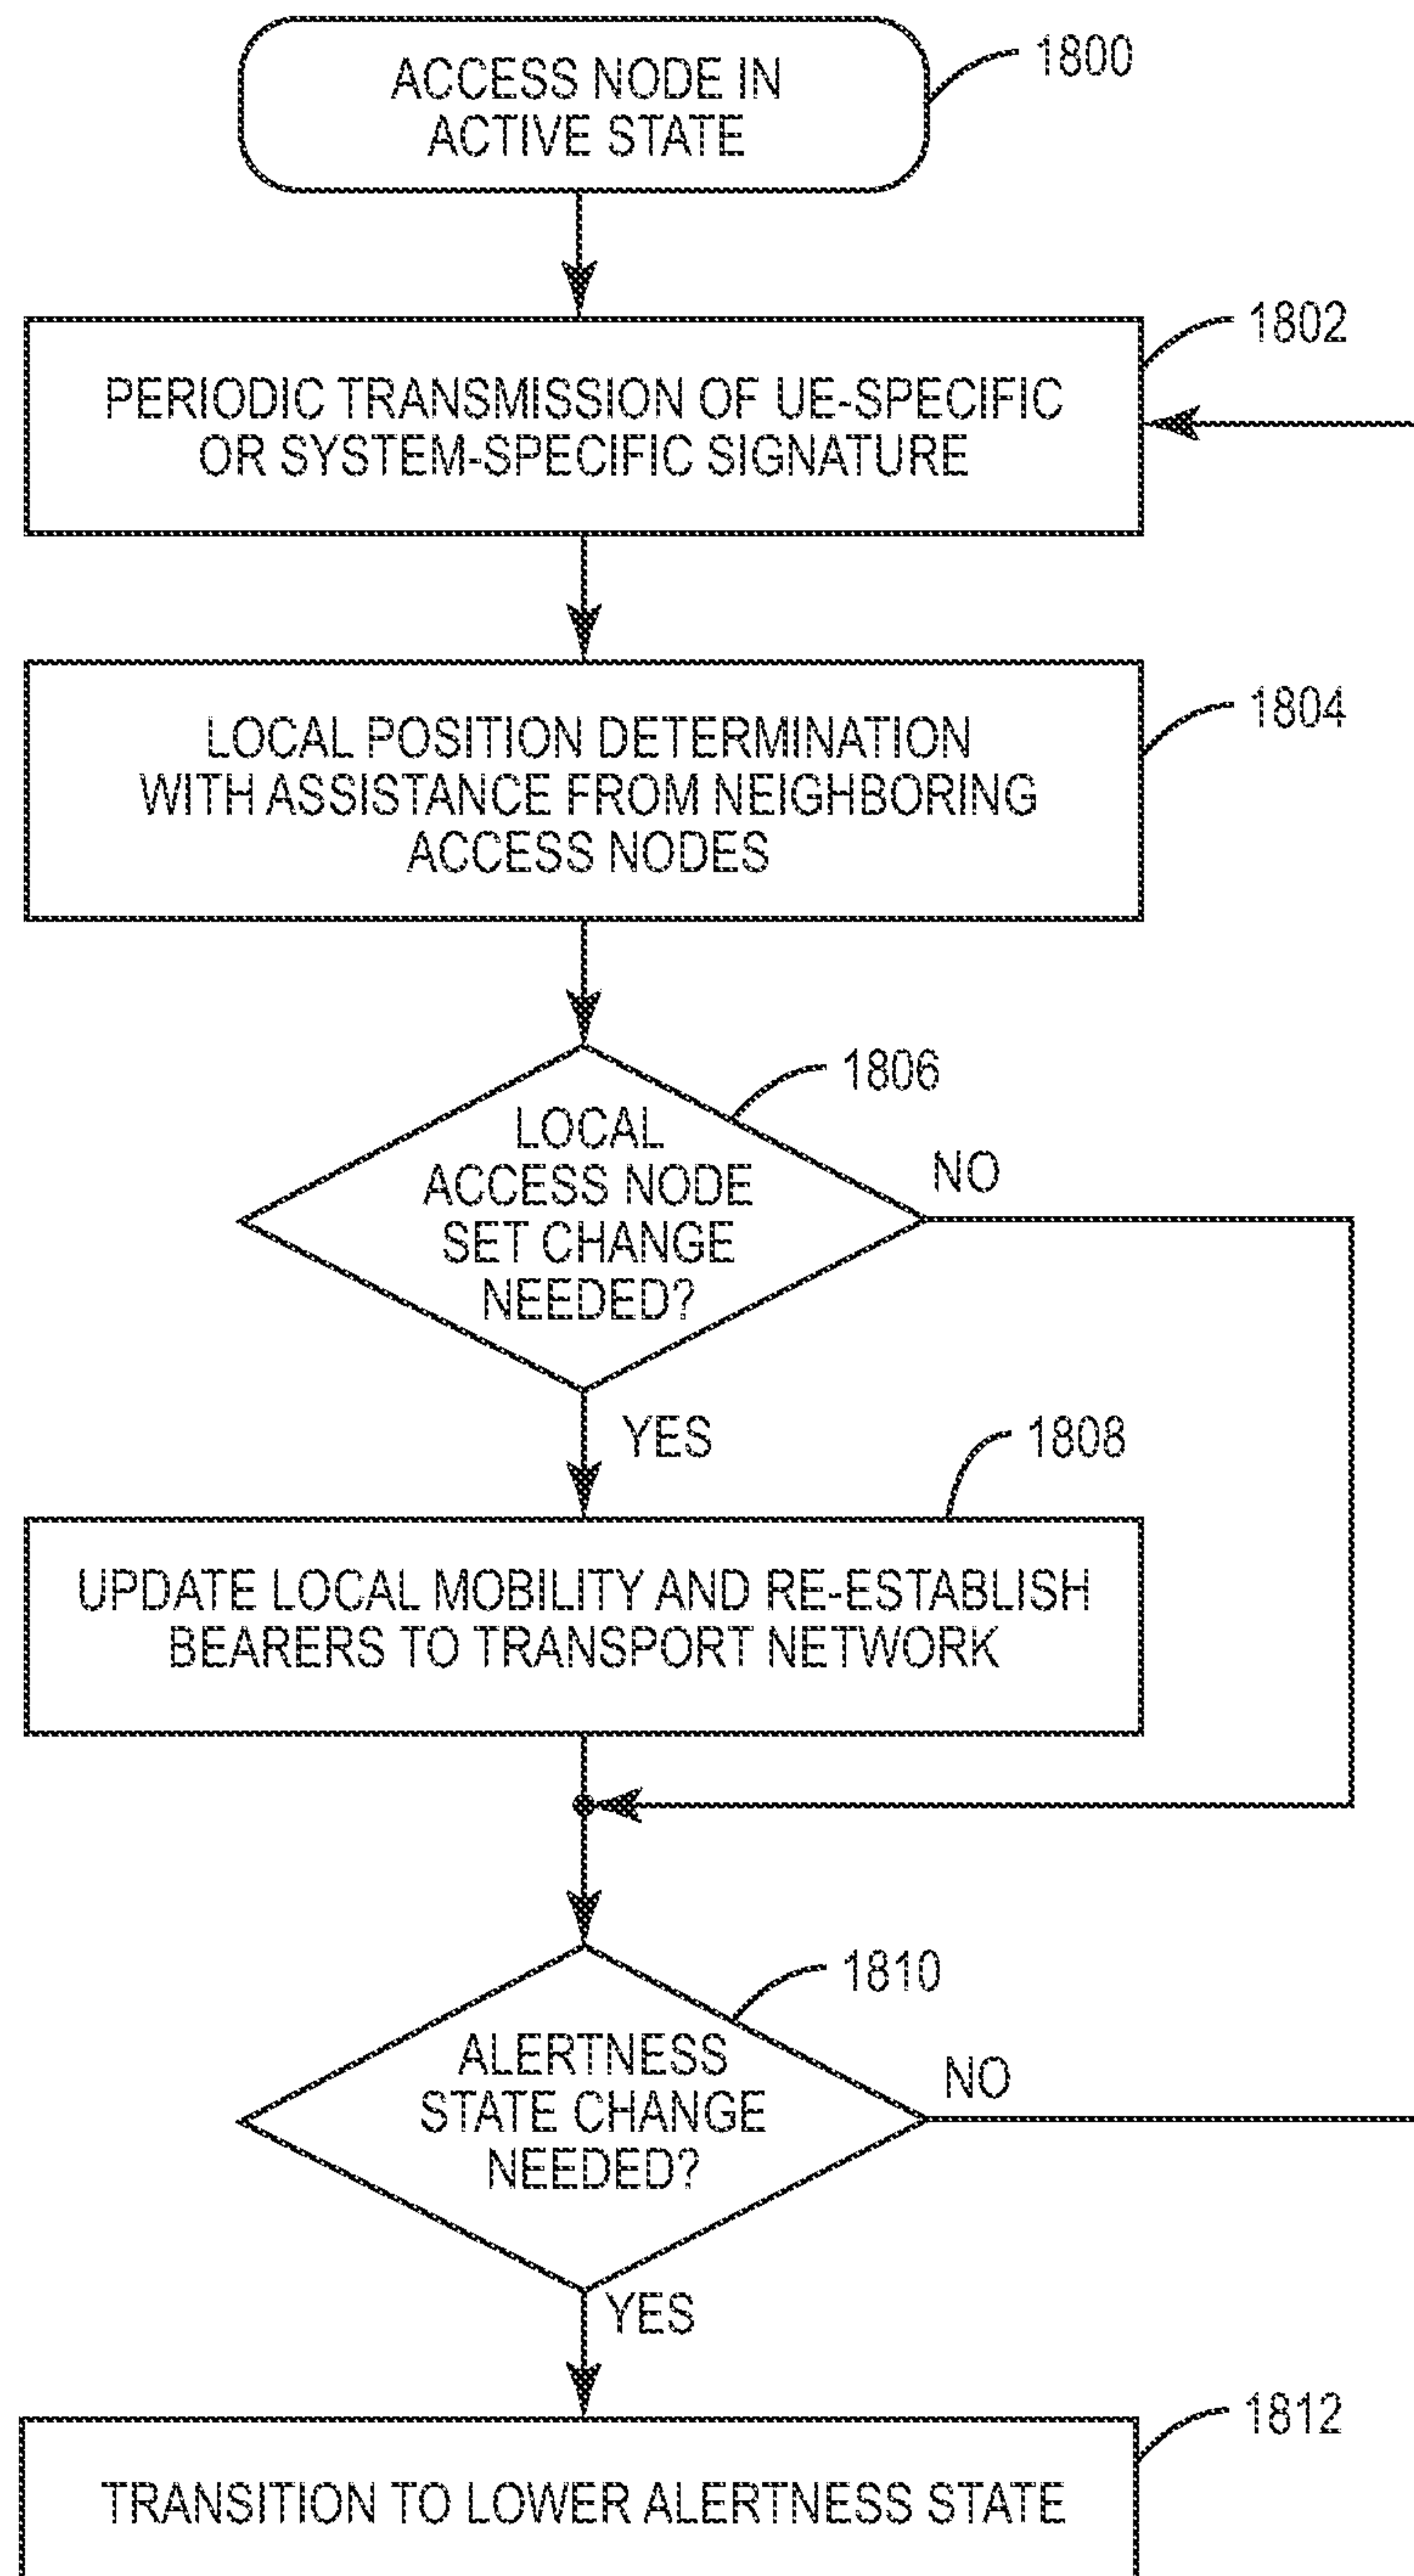 ACCESS NODE IN
ACTIVE STATE
1800
PERIODIC TRANSMISSION OF UE-SPECIFIC
OR SYSTEM-SPECIFIC SIGNATURE
1802
LOCAL POSITION DETERMINATION
WITH ASSISTANCE FROM NEIGHBORING
ACCESS NODES
1804
LOCAL
ACCESS NODE
SET CHANGE
NEEDED?
1806
NO
YES
1808
UPDATE LOCAL MOBILITY AND RE-ESTABLISH
BEARERS TO TRANSPORT NETWORK
ALERTNESS
STATE CHANGE
NEEDED?
1810
NO
YES
1812
TRANSITION TO LOWER ALERTNESS STATE